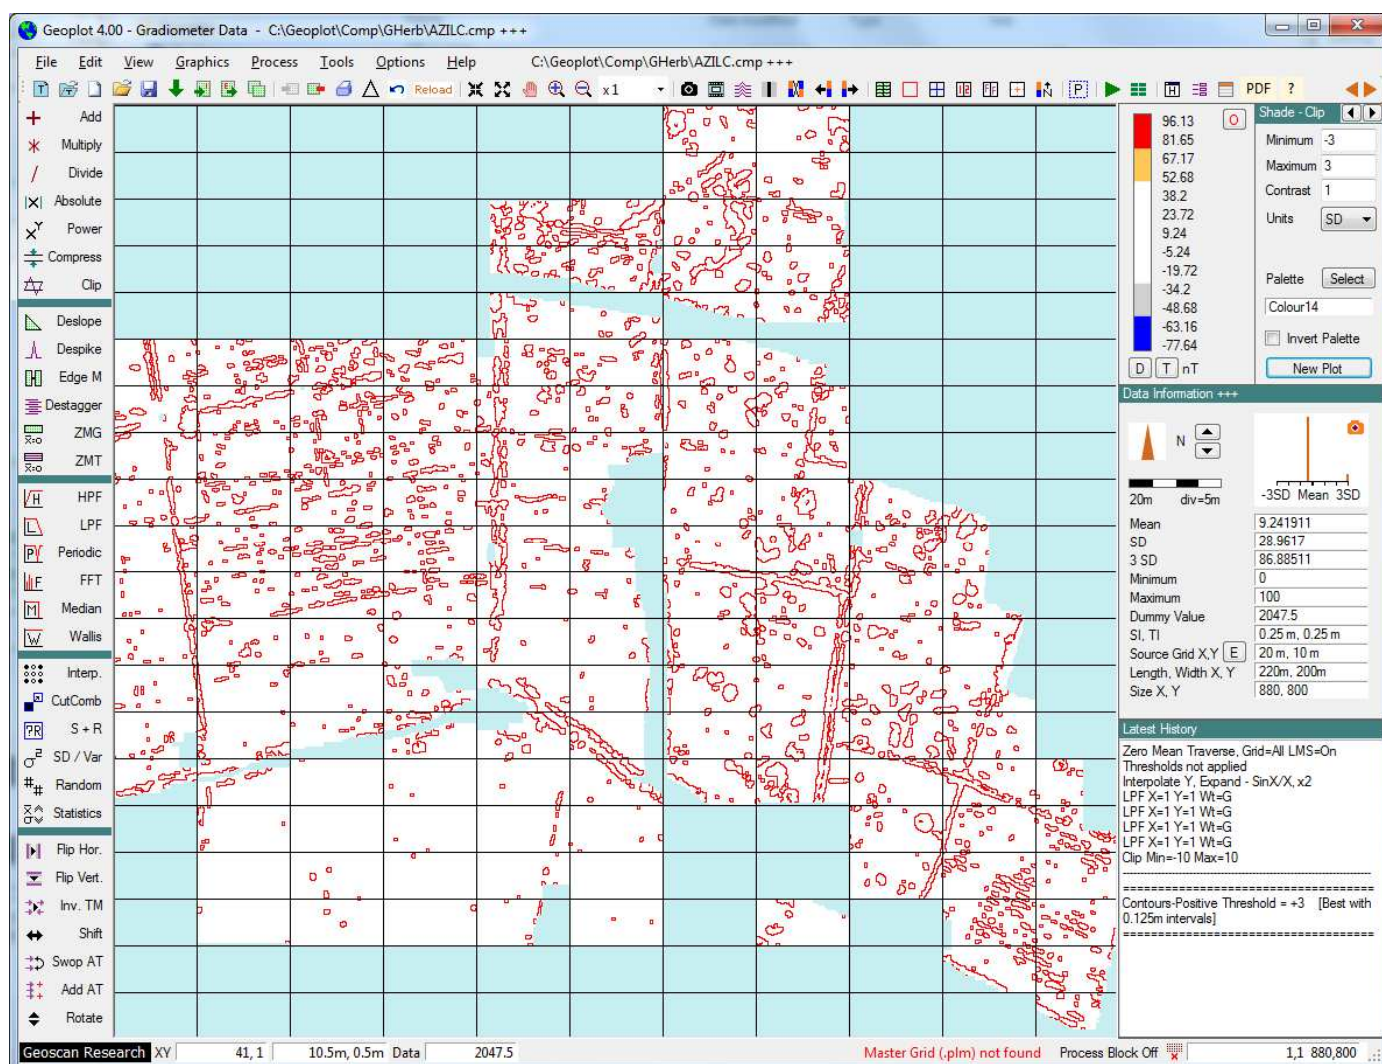 Geoplot 4.00 - Gradiometer Data - C:\Geoplot\Comp\GHerb\AZILC.cmp +++
File Edit View Graphics Process Tools Options Help C:\Geoplot\Comp\GHerb\AZILC.cmp +++
Reload x1 PDF ?
Add
Multiply
Divide
Absolute
Power
Compress
Clip
Deslope
Despike
Edge M
Destagger
ZMG
ZMT
HPF
LPF
Periodic
FFT
Median
Wallis
Interp.
CutComb
S + R
SD / Var
Random
Statistics
Flip Hor.
Flip Vert.
Inv. TM
Shift
Swop AT
Add AT
Rotate
96.13
81.65
67.17
52.68
38.2
23.72
9.24
-5.24
-19.72
-34.2
-48.68
-63.16
-77.64
O
D T nT
Shade - Clip
Minimum -3
Maximum 3
Contrast 1
Units SD
Palette Select
Colour14
Invert Palette
New Plot
Data Information +++
N
20m div=5m
-3SD Mean 3SD
Mean 9.241911
SD 28.9617
3 SD 86.88511
Minimum 0
Maximum 100
Dummy Value 2047.5
SI, TI 0.25 m, 0.25 m
Source Grid X,Y E 20 m, 10 m
Length, Width X, Y 220m, 200m
Size X, Y 880, 800
Latest History
Zero Mean Traverse, Grid=All LMS=On
Thresholds not applied
Interpolate Y, Expand - SinX/X, x2
LPF X=1 Y=1 Wt=G
LPF X=1 Y=1 Wt=G
LPF X=1 Y=1 Wt=G
LPF X=1 Y=1 Wt=G
Clip Min=-10 Max=10
Contours-Positive Threshold = +3 [Best with
0.125m intervals]
Geoscan Research XY 41, 1 10.5m, 0.5m Data 2047.5 Master Grid (.plm) not found Process Block Off 1,1 880,800